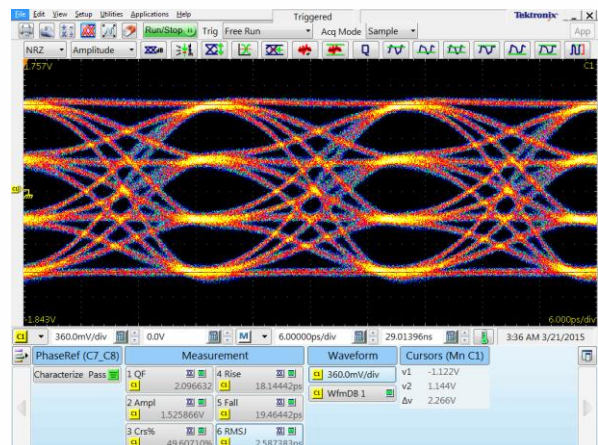 File Edit View Setup Utilities Applications Help Triggered Tektronix
Run/Stop Trig Free Run Acq Mode Sample App
NRZ Amplitude
1.757V C1
C1
-1.843V 6.000ps/div
C1 360.0mV/div 0.0V M 6.00000ps/div 29.01396ns 3:36 AM 3/21/2015
PhaseRef (C7_C8) Measurement Waveform Cursors (Mn C1)
Characterize Pass 1 QF 4 Rise C1 360.0mV/div v1 -1.122V
C1 2.096632 C1 18.14442ps C1 WfmDB 1 v2 1.144V
2 Ampl 5 Fall Δv 2.266V
C1 1.525866V C1 19.46442ps
3 Crs% 6 RMSJ
C1 49.60710% C1 2.587383ps